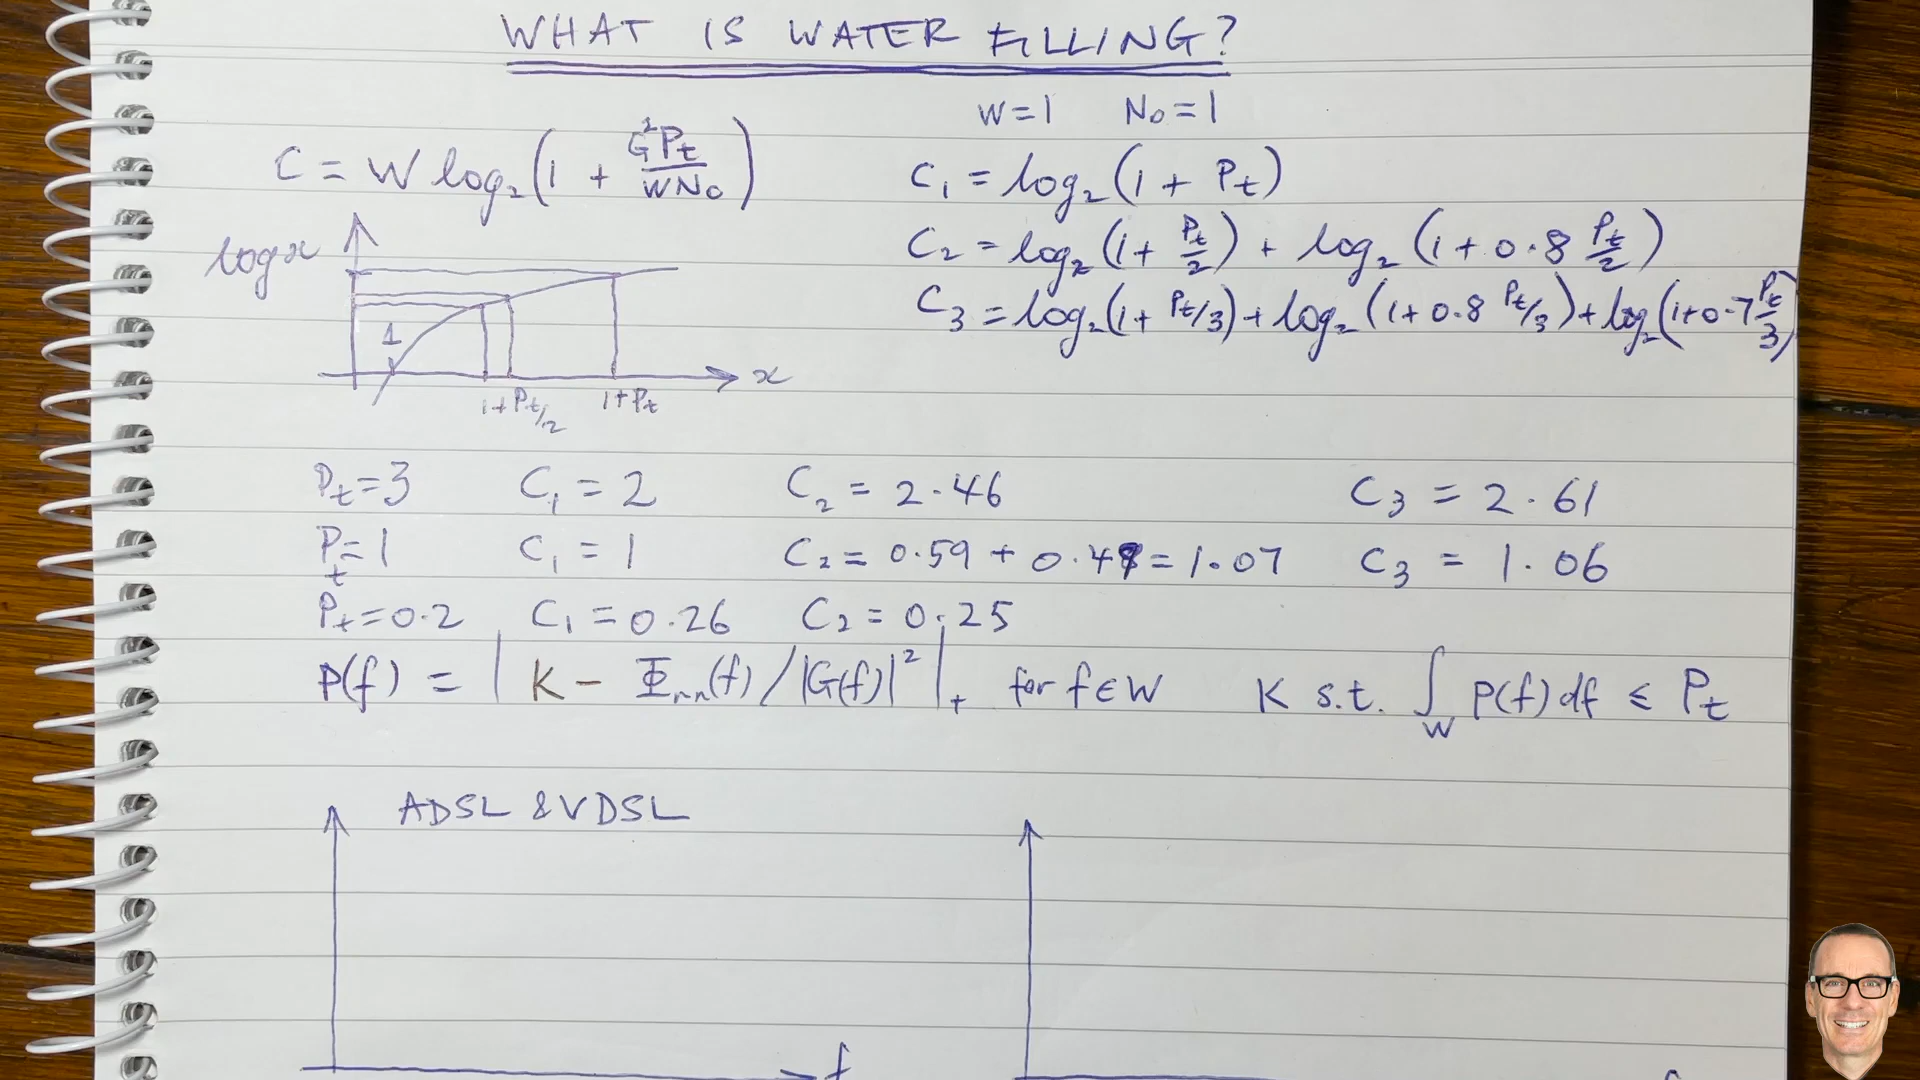 WHAT IS WATER FILLING?
W=1 N₀=1
C = W log₂(1 + G²Pt/WN₀)
C₁ = log₂(1 + Pt)
C₂ = log₂(1 + Pt/2) + log₂(1 + 0.8 Pt/2)
C₃ = log₂(1 + Pt/3) + log₂(1 + 0.8 Pt/3) + log₂(1+0.7 Pt/3)
log x
1
x
1+Pt/2 1+Pt
Pt=3 C₁ = 2 C₂ = 2.46 C₃ = 2.61
Pt=1 C₁ = 1 C₂ = 0.59 + 0.48 = 1.07 C₃ = 1.06
Pt=0.2 C₁ = 0.26 C₂ = 0.25
P(f) = | K - Φnn(f) / |G(f)|² |₊ for f∈W K s.t. ∫W P(f) df ≤ Pt
ADSL & VDSL
f